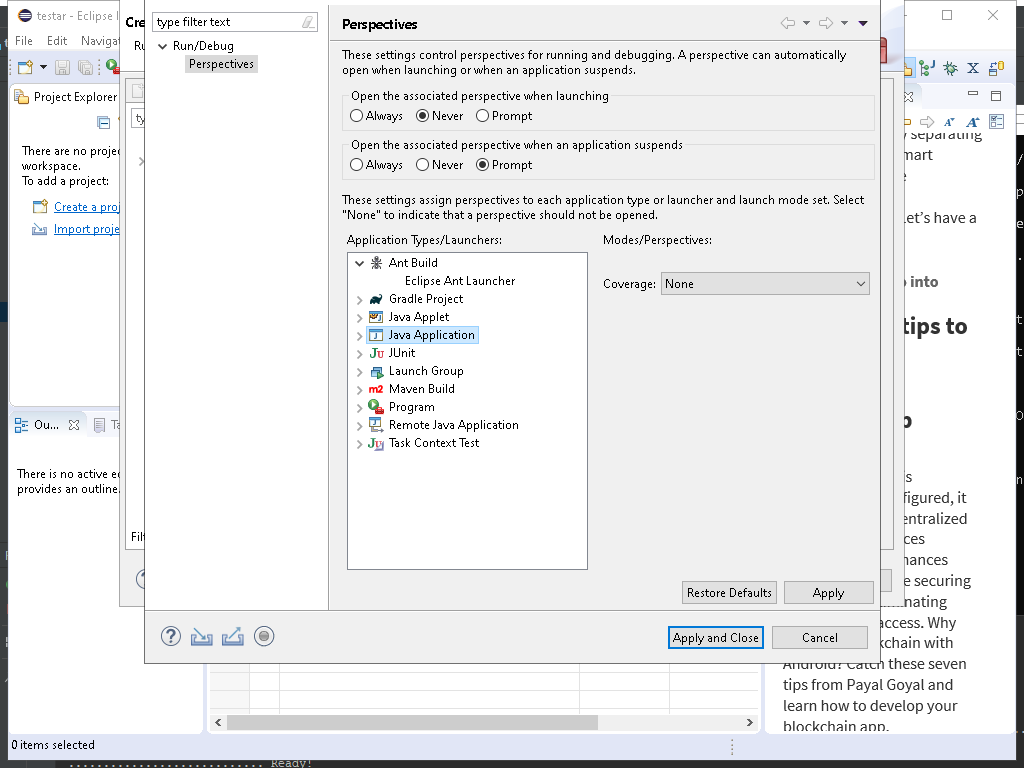 testar - Eclipse I
File Edit Navigat
Project Explorer
There are no proje
workspace.
To add a project:
Create a proj
Import proje
Ou...
Ta
There is no active ed
provides an outline.
0 items selected
Cre
Ru
ty
Filt
type filter text
Run/Debug
Perspectives
Perspectives
These settings control perspectives for running and debugging. A perspective can automatically
open when launching or when an application suspends.
Open the associated perspective when launching
Always Never Prompt
Open the associated perspective when an application suspends
Always Never Prompt
These settings assign perspectives to each application type or launcher and launch mode set. Select
"None" to indicate that a perspective should not be opened.
Application Types/Launchers:
Modes/Perspectives:
Ant Build
Eclipse Ant Launcher
Gradle Project
Java Applet
Java Application
JUnit
Launch Group
Maven Build
Program
Remote Java Application
Task Context Test
Coverage: None
Restore Defaults Apply
Apply and Close Cancel
separating
mart
e
Let's have a
into
tips to
p
s
figured, it
entralized
ces
hances
e securing
inating
access. Why
kchain with
Android? Catch these seven
tips from Payal Goyal and
learn how to develop your
blockchain app.
Ready!